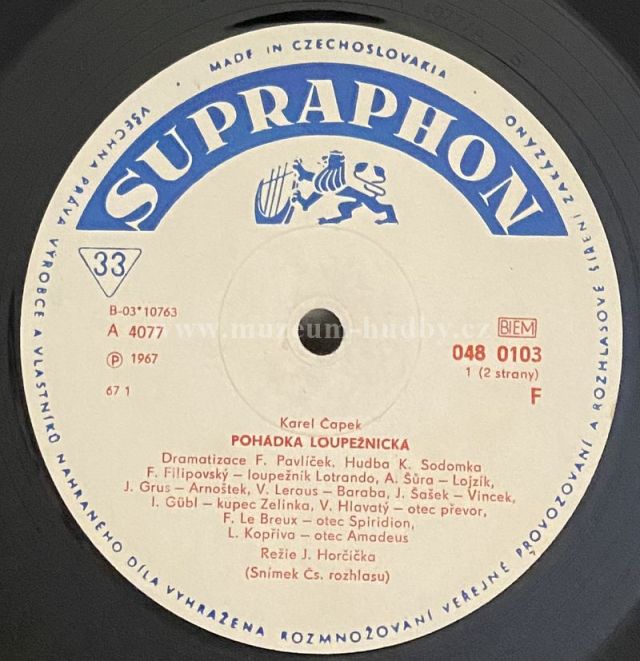 MADE IN CZECHOSLOVAKIA
SUPRAPHON
33
B-03*10763
A 4077
Ⓟ 1967
67 1
BIEM
048 0103
1 (2 strany)
F
www.muzeum-hudby.cz
Karel Čapek
POHÁDKA LOUPEŽNICKÁ
Dramatizace F. Pavlíček. Hudba K. Sodomka
F. Filipovský – loupežník Lotrando, A. Šůra – Lojzík,
J. Grus – Arnoštek, V. Leraus – Baraba, J. Sašek – Vincek,
I. Gübl – kupec Zelinka, V. Hlavatý – otec převor,
F. Le Breux – otec Spiridion,
L. Kopřiva – otec Amadeus
Režie J. Horčička
(Snímek Čs. rozhlasu)
VŠECHNA PRÁVA VÝROBCE A VLASTNÍKŮ NAHRANÉHO DÍLA VYHRAŽENA ROZMNOŽOVÁNÍ VEŘEJNÉ PROVOZOVÁNÍ A ROZHLASOVÉ ŠÍŘENÍ ZAKÁZÁNO